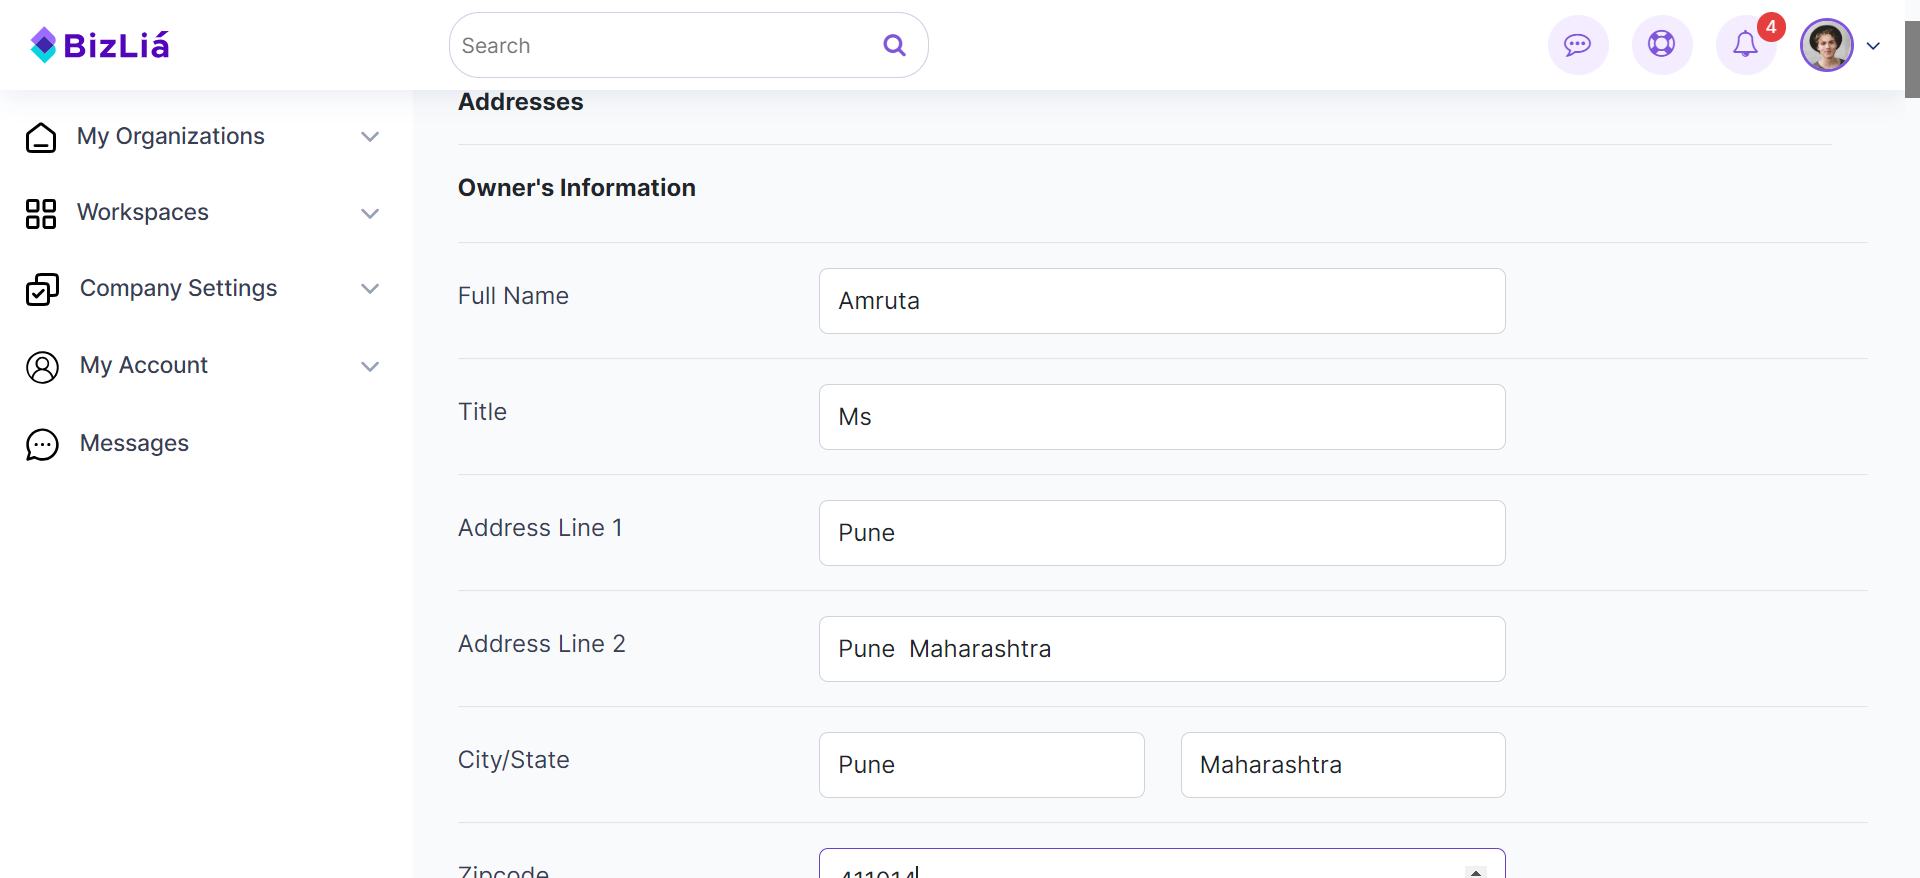 BizLiá
Search
4
My Organizations
Workspaces
Company Settings
My Account
Messages
Addresses
Owner's Information
Full Name
Amruta
Title
Ms
Address Line 1
Pune
Address Line 2
Pune  Maharashtra
City/State
Pune
Maharashtra
Zipcode
411014